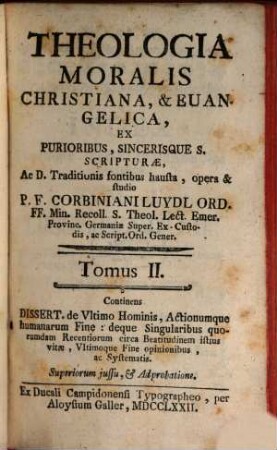 THEOLOGIA
MORALIS
CHRISTIANA, & EUAN-
GELICA,
EX
PURIORIBUS, SINCERISQUE S.
SCRIPTURÆ,
Ac D. Traditionis fontibus hausta, opera &
studio
P. F. CORBINIANI LUYDL ORD.
FF. Min. Recoll. S. Theol. Lect. Emer.
Provinc. Germaniæ Super. Ex-Custo-
dis, ac Script. Ord. Gener.
Tomus II.
Continens
DISSERT. de Vltimo Hominis, Actionumque
humanarum Fine: deque Singularibus quo-
rumdam Recentiorum circa Beatitudinem istius
vitæ, Vltimoque Fine opinionibus,
ac Systematis.
Superiorum jussu, & Adprobatione.
Ex Ducali Campidonensi Typographeo, per
Aloysium Galler, MDCCLXXII.